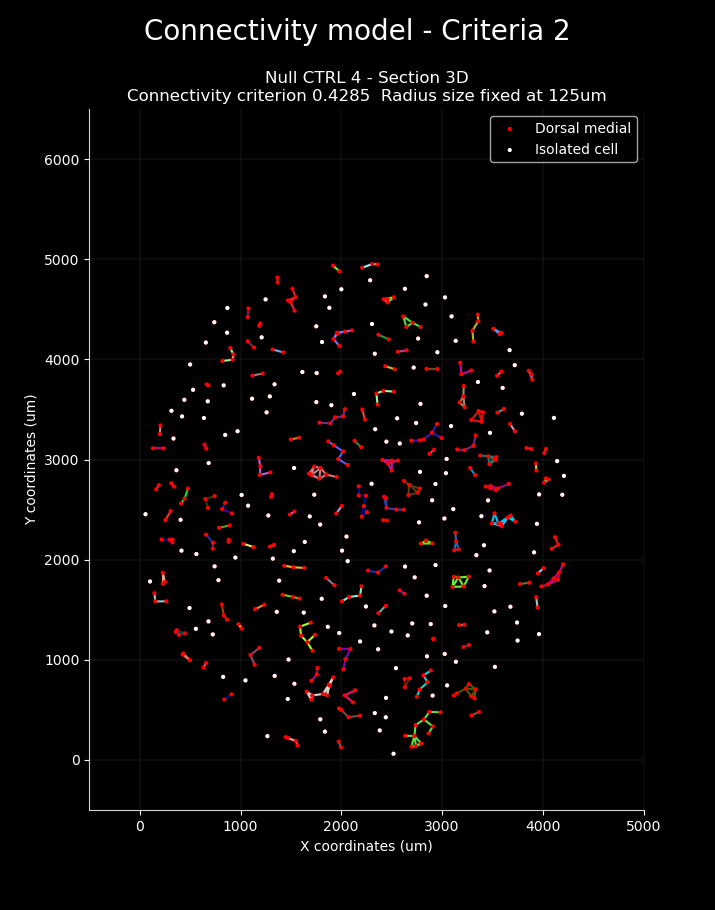 Connectivity model - Criteria 2
Null CTRL 4 - Section 3D
Connectivity criterion 0.4285  Radius size fixed at 125um
Dorsal medial
Isolated cell
6000
5000
4000
3000
2000
1000
0
Y coordinates (um)
0 1000 2000 3000 4000 5000
X coordinates (um)